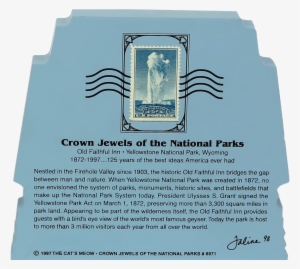 Crown Jewels of the National Parks
Old Faithful Inn • Yellowstone National Park, Wyoming
1872-1997...125 years of the best ideas America ever had
Nestled in the Firehole Valley since 1903, the historic Old Faithful Inn bridges the gap
between man and nature. When Yellowstone National Park was created in 1872, no
one envisioned the system of parks, monuments, historic sites, and battlefields that
make up the National Park System today. President Ulysses S. Grant signed the
Yellowstone Park Act on March 1, 1872, preserving more than 3,300 square miles in
park land. Appearing to be part of the wilderness itself, the Old Faithful Inn provides
guests with a bird's eye view of the world's most famous geyser. Today the park is host
to more than 3 million visitors each year from all over the world.
© 1997 THE CAT'S MEOW • CROWN JEWELS OF THE NATIONAL PARKS # 8971